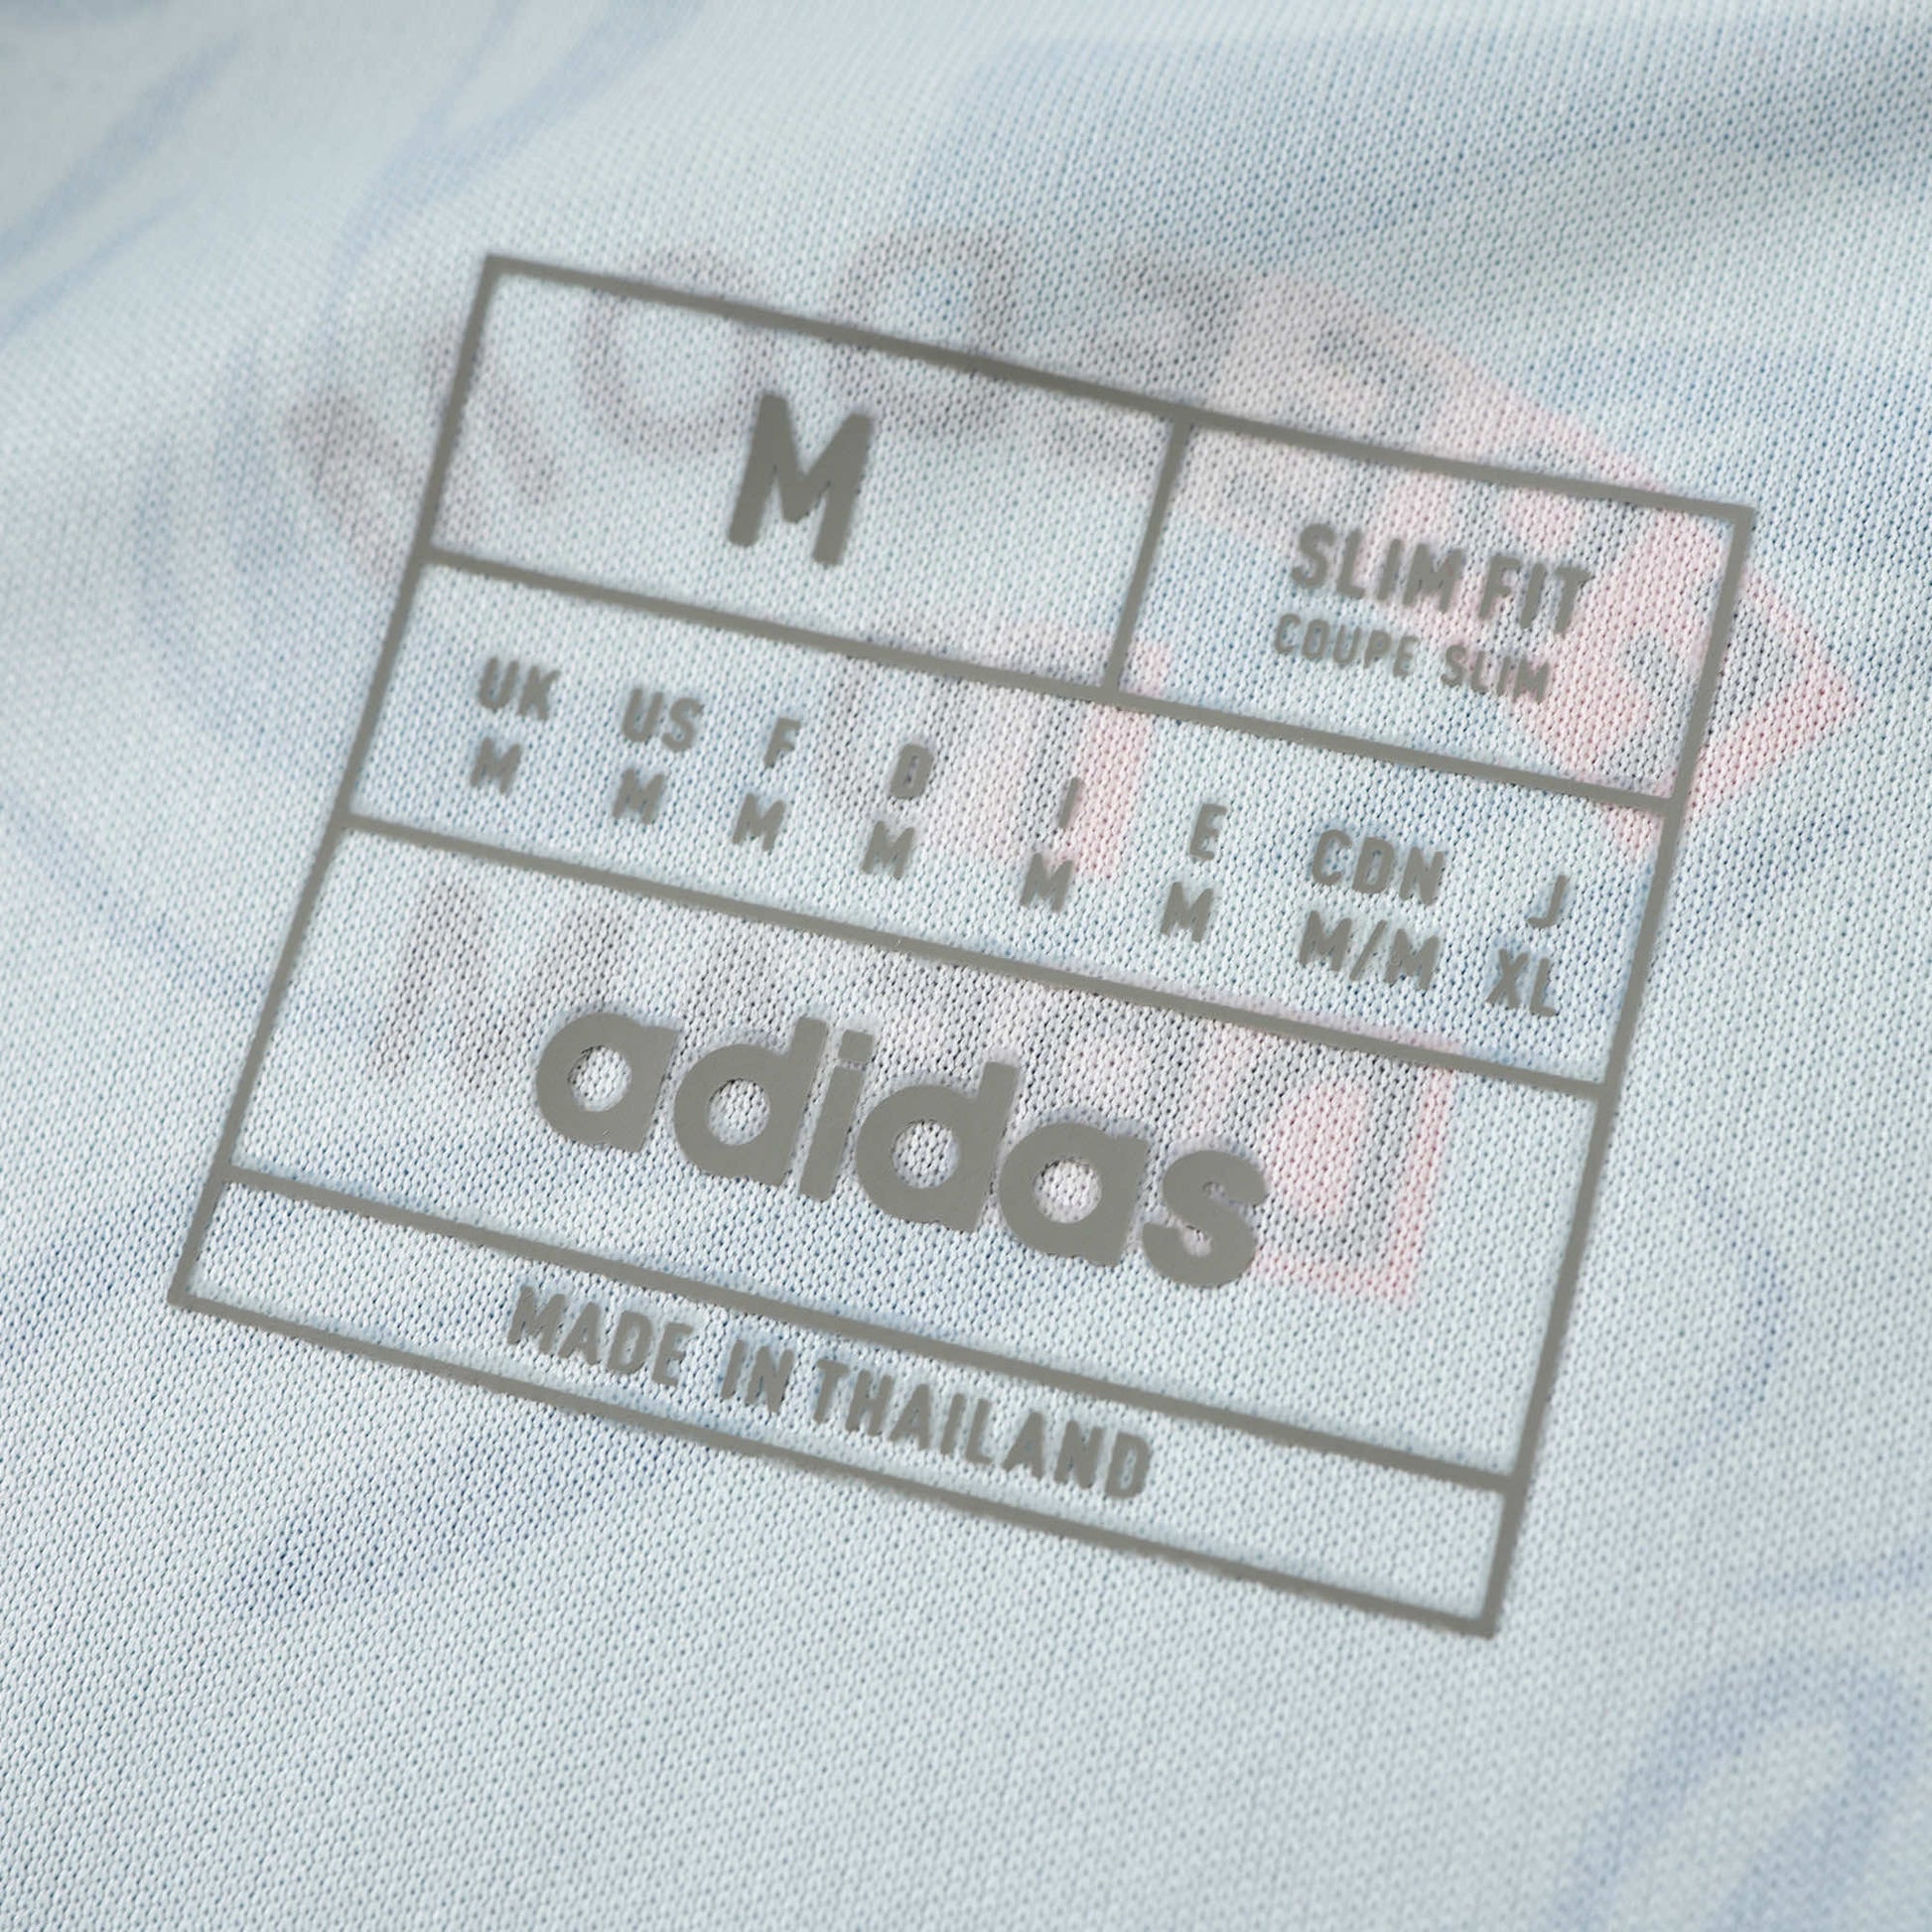 M
SLIM FIT
COUPE SLIM
UK US F D I E CDN J
M M M M M M M/M XL
adidas
MADE IN THAILAND